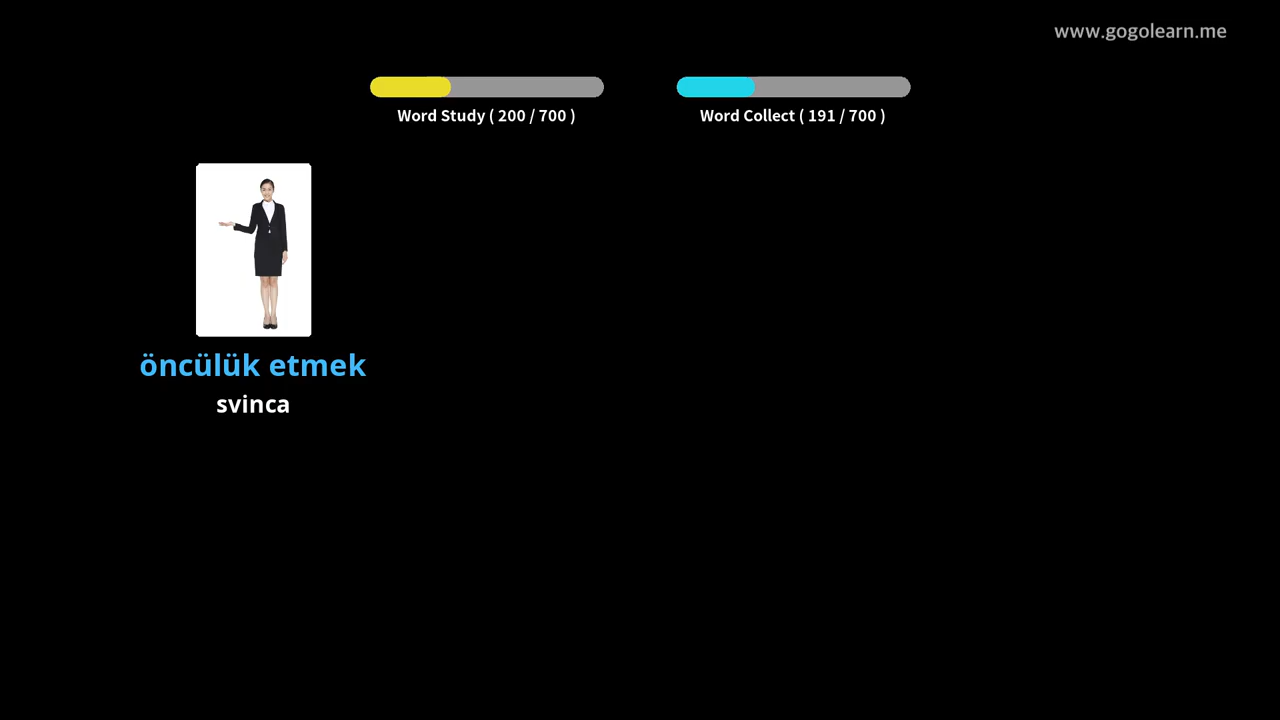 www.gogolearn.me
Word Study ( 200 / 700 )
Word Collect ( 191 / 700 )
öncülük etmek
svinca